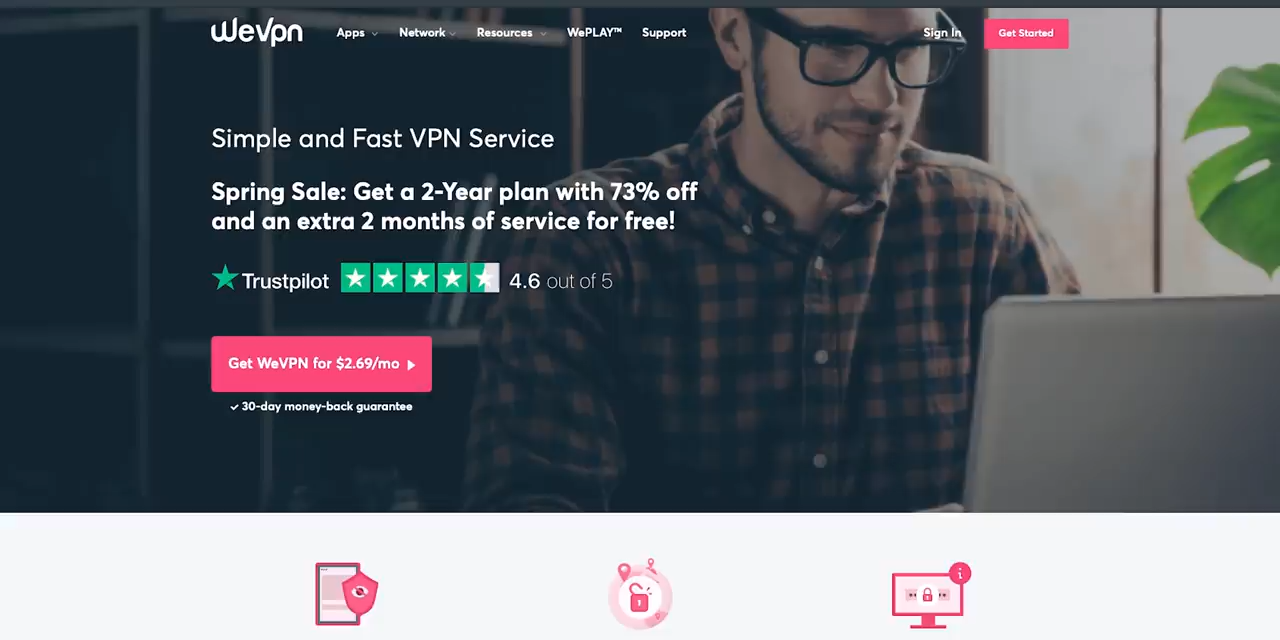 WeVpn
Apps
Network
Resources
WePLAY™
Support
Sign In
Get Started
Simple and Fast VPN Service
Spring Sale: Get a 2-Year plan with 73% off
and an extra 2 months of service for free!
Trustpilot
4.6 out of 5
Get WeVPN for $2.69/mo
30-day money-back guarantee
i